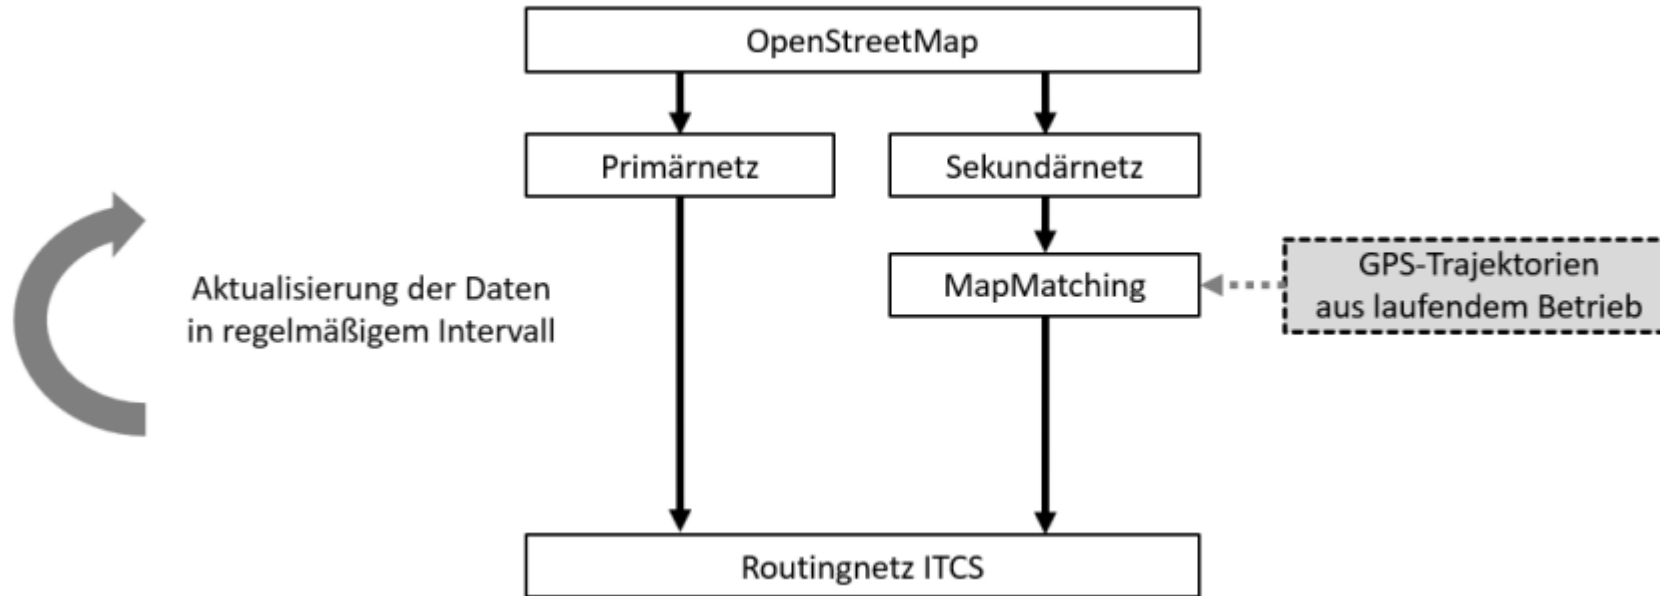 OpenStreetMap
Primärnetz
Sekundärnetz
MapMatching
GPS-Trajektorien
aus laufendem Betrieb
Aktualisierung der Daten
in regelmäßigem Intervall
Routingnetz ITCS